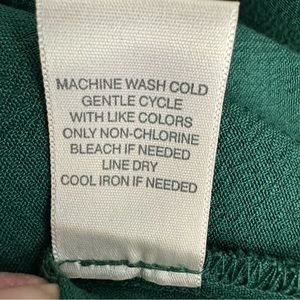 MACHINE WASH COLD
GENTLE CYCLE
WITH LIKE COLORS
ONLY NON-CHLORINE
BLEACH IF NEEDED
LINE DRY
COOL IRON IF NEEDED